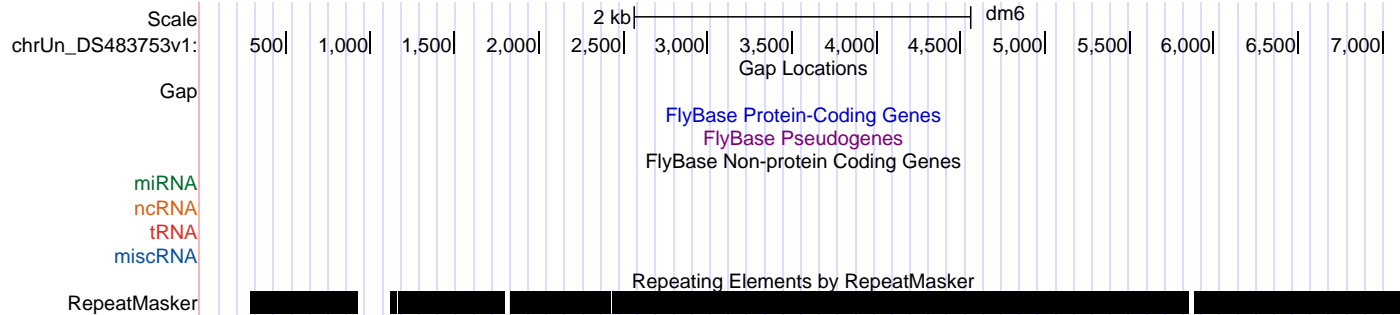 Scale 2 kb dm6
chrUn_DS483753v1: 500 1,000 1,500 2,000 2,500 3,000 3,500 4,000 4,500 5,000 5,500 6,000 6,500 7,000
Gap Locations
Gap
FlyBase Protein-Coding Genes
FlyBase Pseudogenes
FlyBase Non-protein Coding Genes
miRNA
ncRNA
tRNA
miscRNA
Repeating Elements by RepeatMasker
RepeatMasker